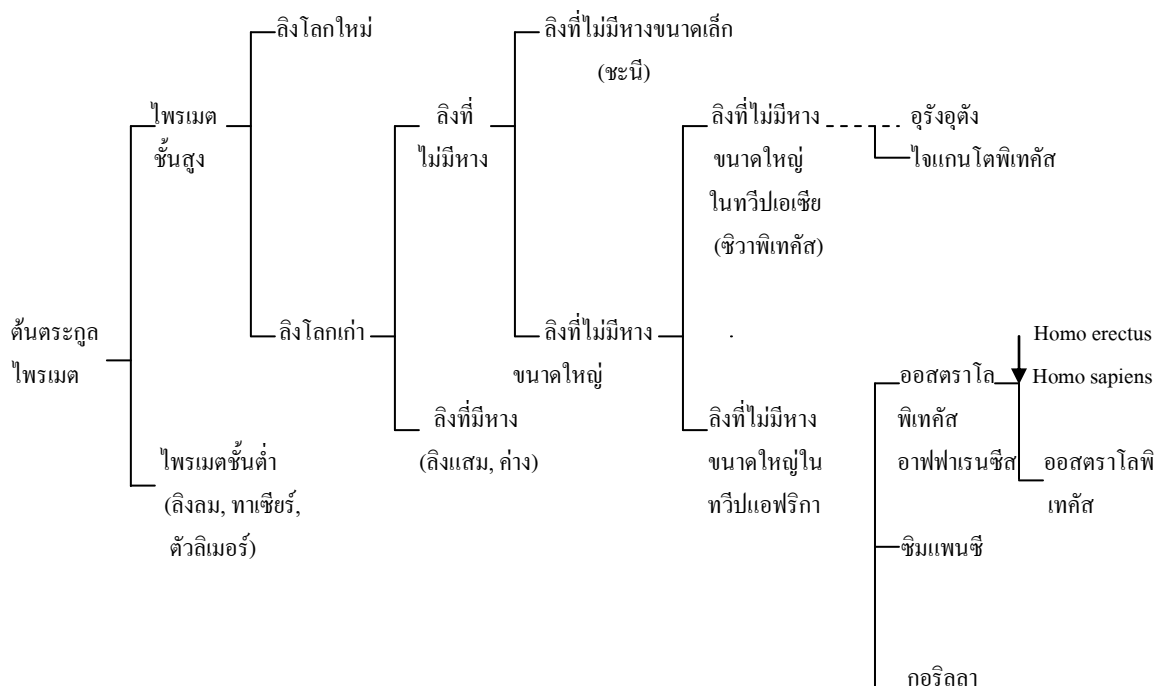 ลิงโลกใหม่
ลิงที่ไม่มีหางขนาดเล็ก
(ชะนี)
ไพรเมต
ชั้นสูง
ลิงที่
ไม่มีหาง
ลิงที่ไม่มีหาง
ขนาดใหญ่
ในทวีปเอเซีย
(ซิวาพิเทคัส)
อุรังอุตัง
ไจแกนโตพิเทคัส
ต้นตระกูล
ไพรเมต
ลิงโลกเก่า
ลิงที่ไม่มีหาง
ขนาดใหญ่
Homo erectus
Homo sapiens
ออสตราโล
พิเทคัส
อาฟฟาเรนซีส
ออสตราโลพิ
เทคัส
ลิงที่มีหาง
(ลิงแสม, ค่าง)
ลิงที่ไม่มีหาง
ขนาดใหญ่ใน
ทวีปแอฟริกา
ไพรเมตชั้นต่ำ
(ลิงลม, ทาเซียร์,
ตัวลิเมอร์)
ซิมแพนซี
กอริลลา